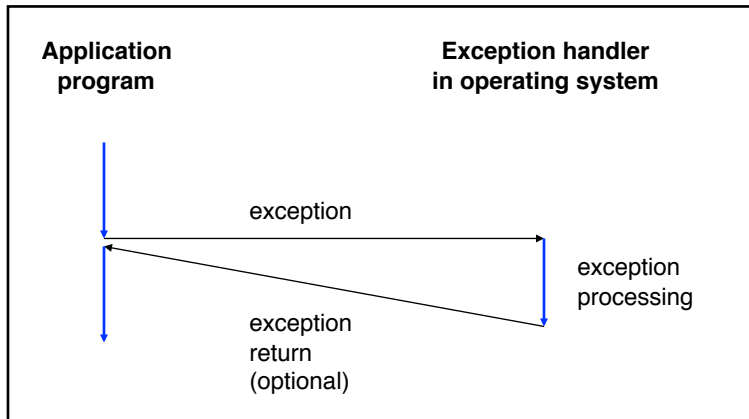 Application
program
Exception handler
in operating system
exception
exception
processing
exception
return
(optional)